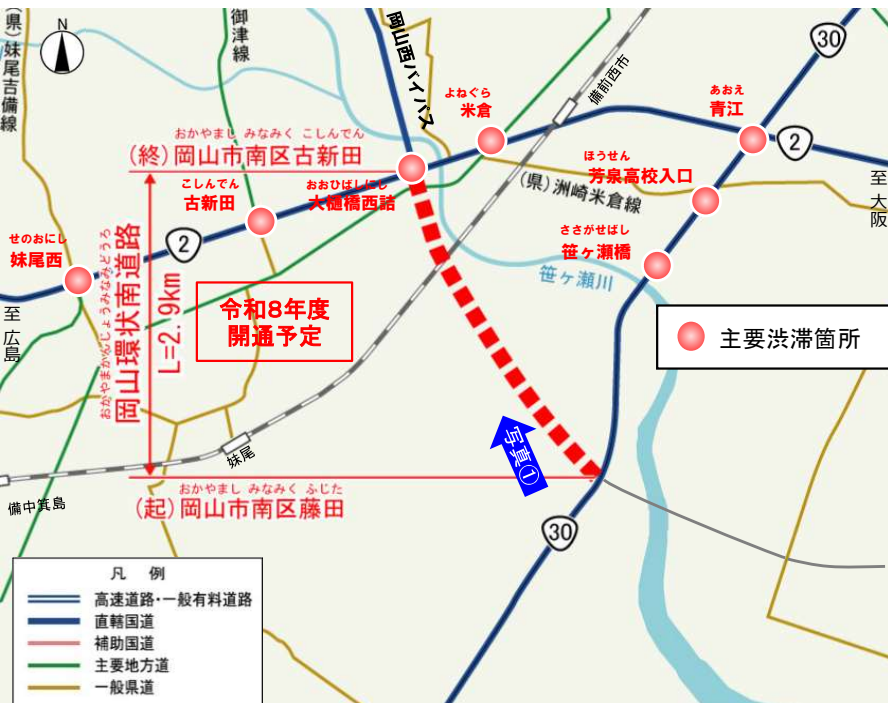 (県)妹尾吉備線
N
御津線
岡山西バイパス
備前西市
30
よねぐら
米倉
あおえ
青江
2
至大阪
おかやまし みなみく こしんでん
(終)岡山市南区古新田
ほうせん
芳泉高校入口
(県)洲崎米倉線
こしんでん
古新田
おおひばしにし
大樋橋西詰
せのおにし
妹尾西
2
ささがせばし
笹ヶ瀬橋
笹ヶ瀬川
至広島
おかやまかんじょうみなみどうろ
岡山環状南道路
L=2.9km
令和8年度
開通予定
主要渋滞箇所
写真①
妹尾
備中箕島
おかやまし みなみく ふじた
(起)岡山市南区藤田
30
凡 例
高速道路・一般有料道路
直轄国道
補助国道
主要地方道
一般県道